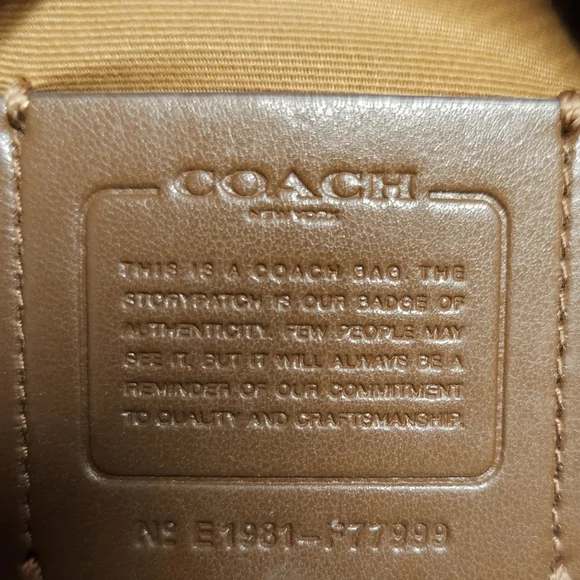 COACH
NEW YORK
THIS IS A COACH BAG. THE
STORYPATCH IS OUR BADGE OF
AUTHENTICITY. FEW PEOPLE MAY
SEE IT, BUT IT WILL ALWAYS BE A
REMINDER OF OUR COMMITMENT
TO QUALITY AND CRAFTSMANSHIP.
Nº E1981-F77999